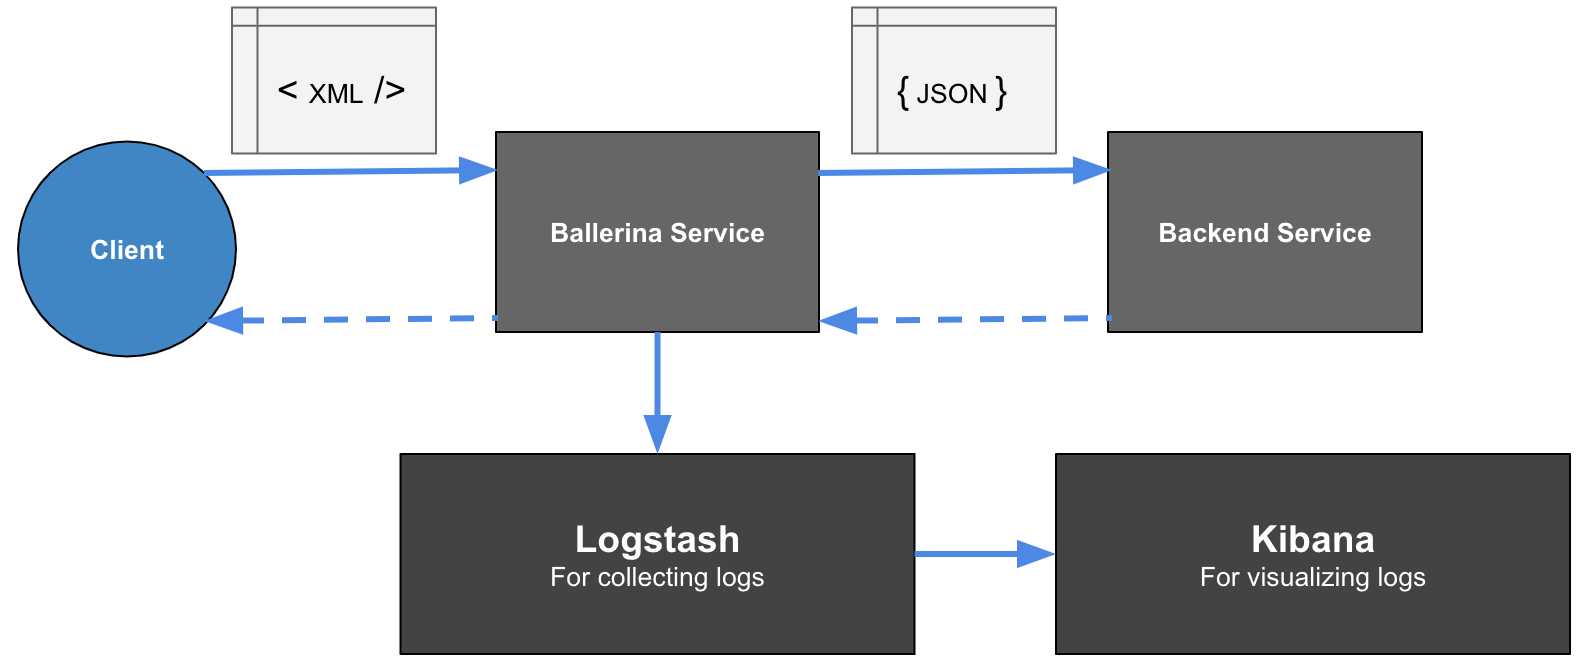 < XML />
{ JSON }
Client
Ballerina Service
Backend Service
Logstash
For collecting logs
Kibana
For visualizing logs